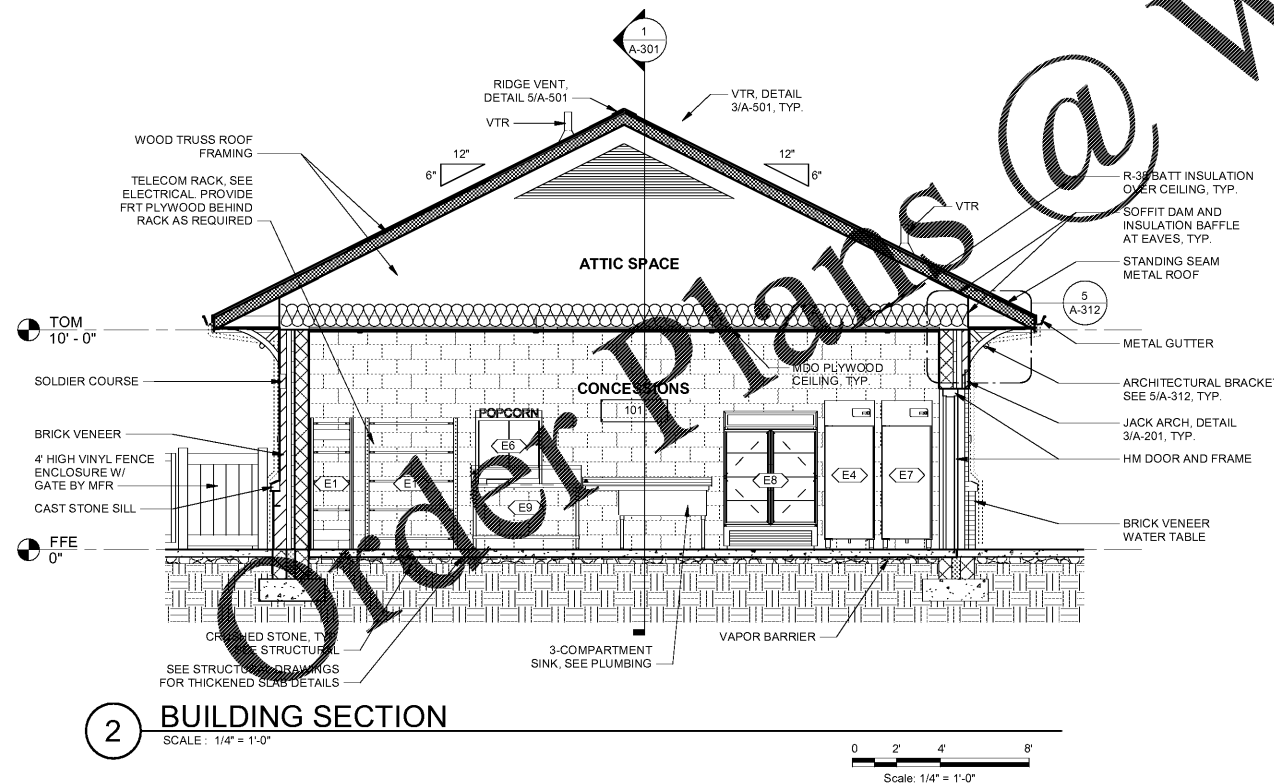 1
A-301
RIDGE VENT,
DETAIL 5/A-501
VTR
VTR, DETAIL
3/A-501, TYP.
WOOD TRUSS ROOF
FRAMING
12"
6"
12"
6"
TELECOM RACK, SEE
ELECTRICAL. PROVIDE
FRT PLYWOOD BEHIND
RACK AS REQUIRED
R-38 BATT INSULATION
OVER CEILING, TYP.
VTR
SOFFIT DAM AND
INSULATION BAFFLE
AT EAVES, TYP.
ATTIC SPACE
STANDING SEAM
METAL ROOF
5
A-312
TOM
10' - 0"
METAL GUTTER
MDO PLYWOOD
CEILING, TYP.
SOLDIER COURSE
CONCESSIONS
101
ARCHITECTURAL BRACKET
SEE 5/A-312, TYP.
POPCORN
JACK ARCH, DETAIL
3/A-201, TYP.
BRICK VENEER
E6
HM DOOR AND FRAME
4' HIGH VINYL FENCE
ENCLOSURE W/
GATE BY MFR
E1
E1
E9
E8
E4
E7
CAST STONE SILL
BRICK VENEER
WATER TABLE
FFE
0"
CRUSHED STONE, TYP.
SEE STRUCTURAL
VAPOR BARRIER
3-COMPARTMENT
SINK, SEE PLUMBING
SEE STRUCTURAL DRAWINGS
FOR THICKENED SLAB DETAILS
2
BUILDING SECTION
SCALE : 1/4" = 1'-0"
0 2' 4' 8'
Scale: 1/4" = 1'-0"
Order Plans @